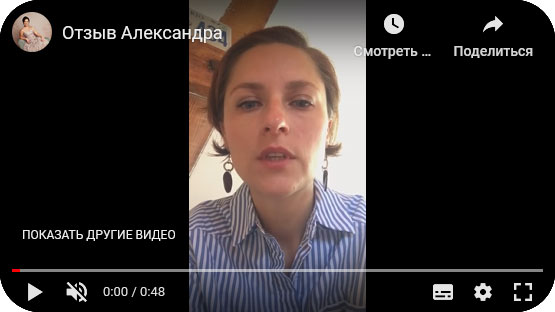 Отзыв Александра
Смотреть ...
Поделиться
ПОКАЗАТЬ ДРУГИЕ ВИДЕО
0:00 / 0:48